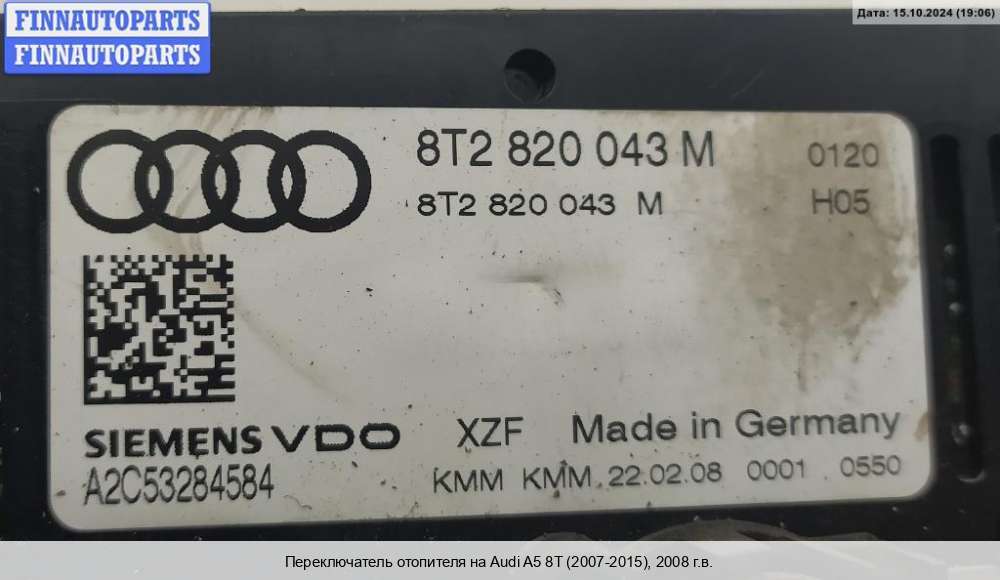 FINNAUTOPARTS
FINNAUTOPARTS
Дата: 15.10.2024 (19:06)
8T2 820 043 M 0120
8T2 820 043 M H05
SIEMENS VDO XZF Made in Germany
A2C53284584 KMM KMM 22.02.08 0001 0550
Переключатель отопителя на Audi A5 8T (2007-2015), 2008 г.в.